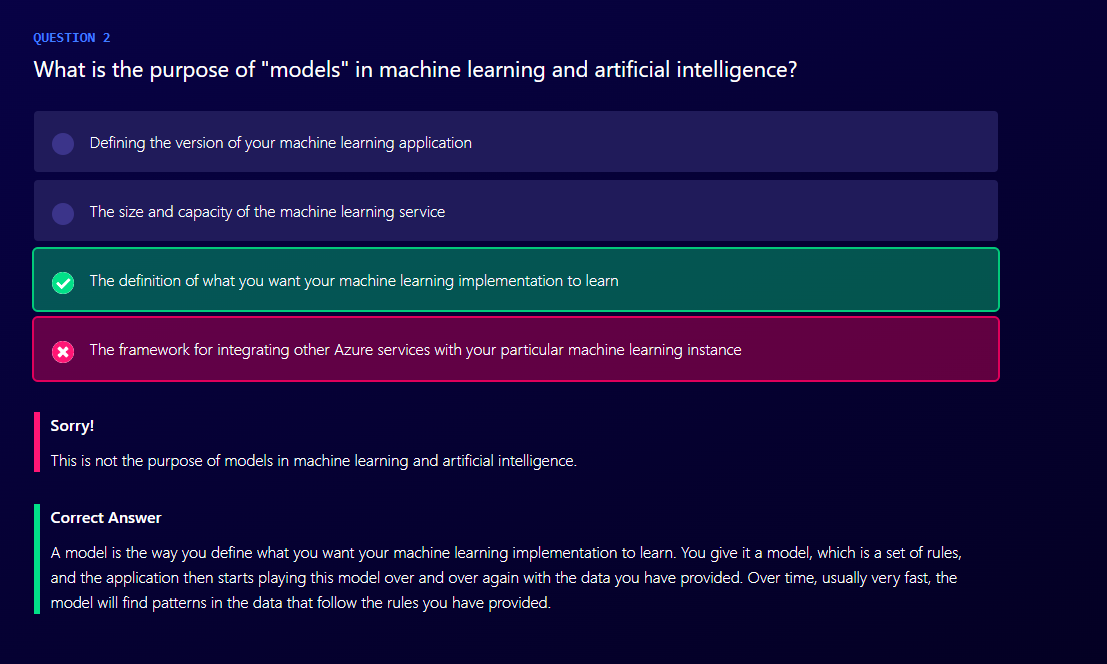 QUESTION 2
What is the purpose of "models" in machine learning and artificial intelligence?
Defining the version of your machine learning application
The size and capacity of the machine learning service
The definition of what you want your machine learning implementation to learn
The framework for integrating other Azure services with your particular machine learning instance
Sorry!
This is not the purpose of models in machine learning and artificial intelligence.
Correct Answer
A model is the way you define what you want your machine learning implementation to learn. You give it a model, which is a set of rules,
and the application then starts playing this model over and over again with the data you have provided. Over time, usually very fast, the
model will find patterns in the data that follow the rules you have provided.